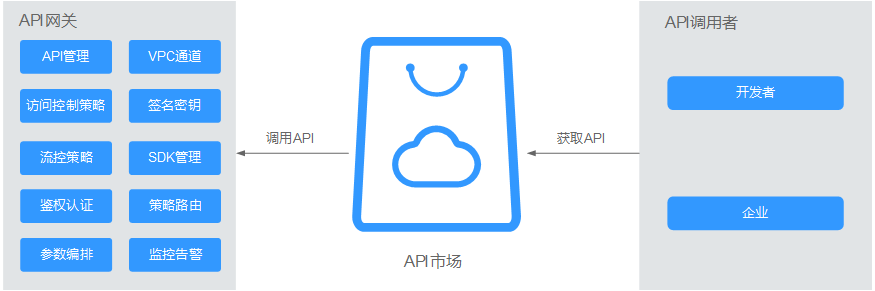 API网关
API管理
VPC通道
访问控制策略
签名密钥
流控策略
SDK管理
鉴权认证
策略路由
参数编排
监控告警
调用API
API市场
获取API
API调用者
开发者
企业